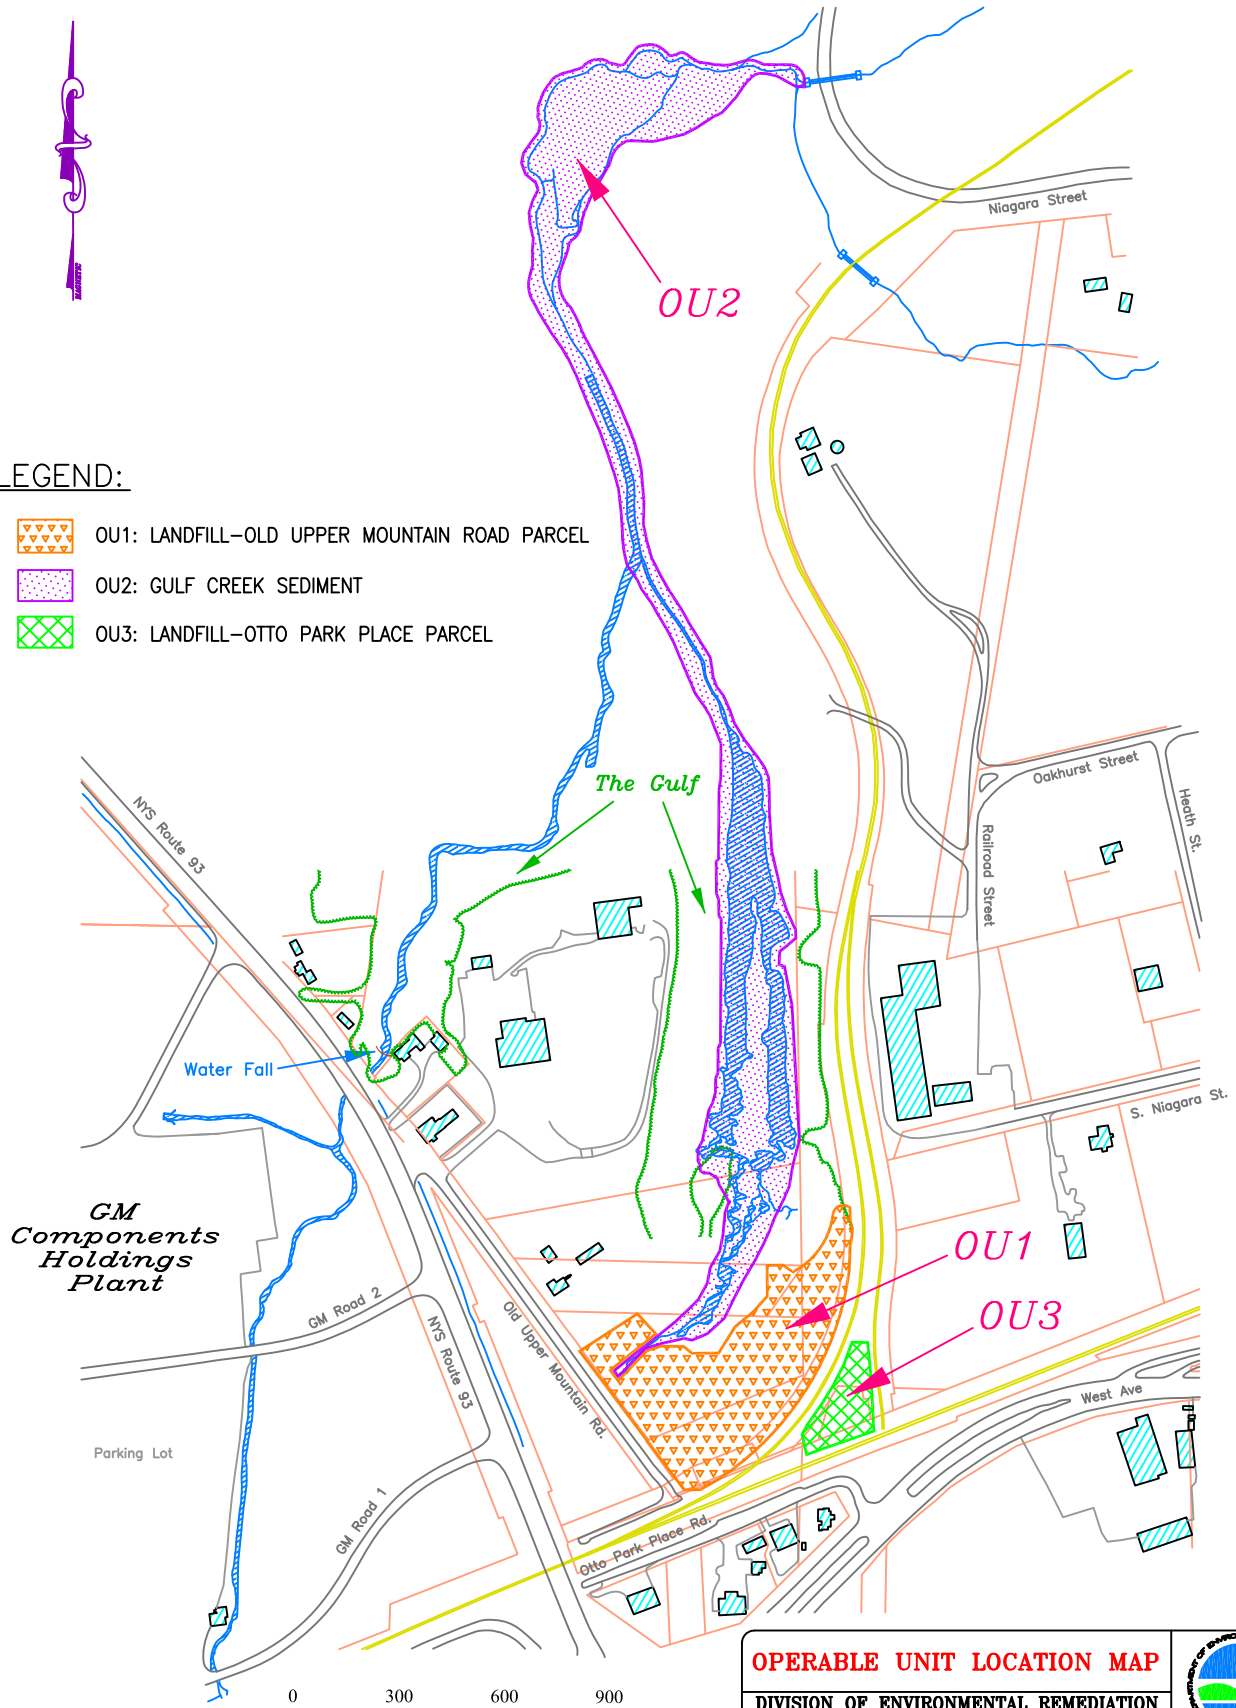 MAGNETIC
Niagara Street
OU2
LEGEND:
OU1: LANDFILL-OLD UPPER MOUNTAIN ROAD PARCEL
OU2: GULF CREEK SEDIMENT
OU3: LANDFILL-OTTO PARK PLACE PARCEL
NYS Route 93
The Gulf
Oakhurst Street
Heath St.
Railroad Street
Water Fall
S. Niagara St.
GM
Components
Holdings
Plant
GM Road 2
NYS Route 93
Old Upper Mountain Rd.
OU1
OU3
West Ave
Parking Lot
GM Road 1
Otto Park Place Rd.
0 300 600 900
OPERABLE UNIT LOCATION MAP
DIVISION OF ENVIRONMENTAL REMEDIATION